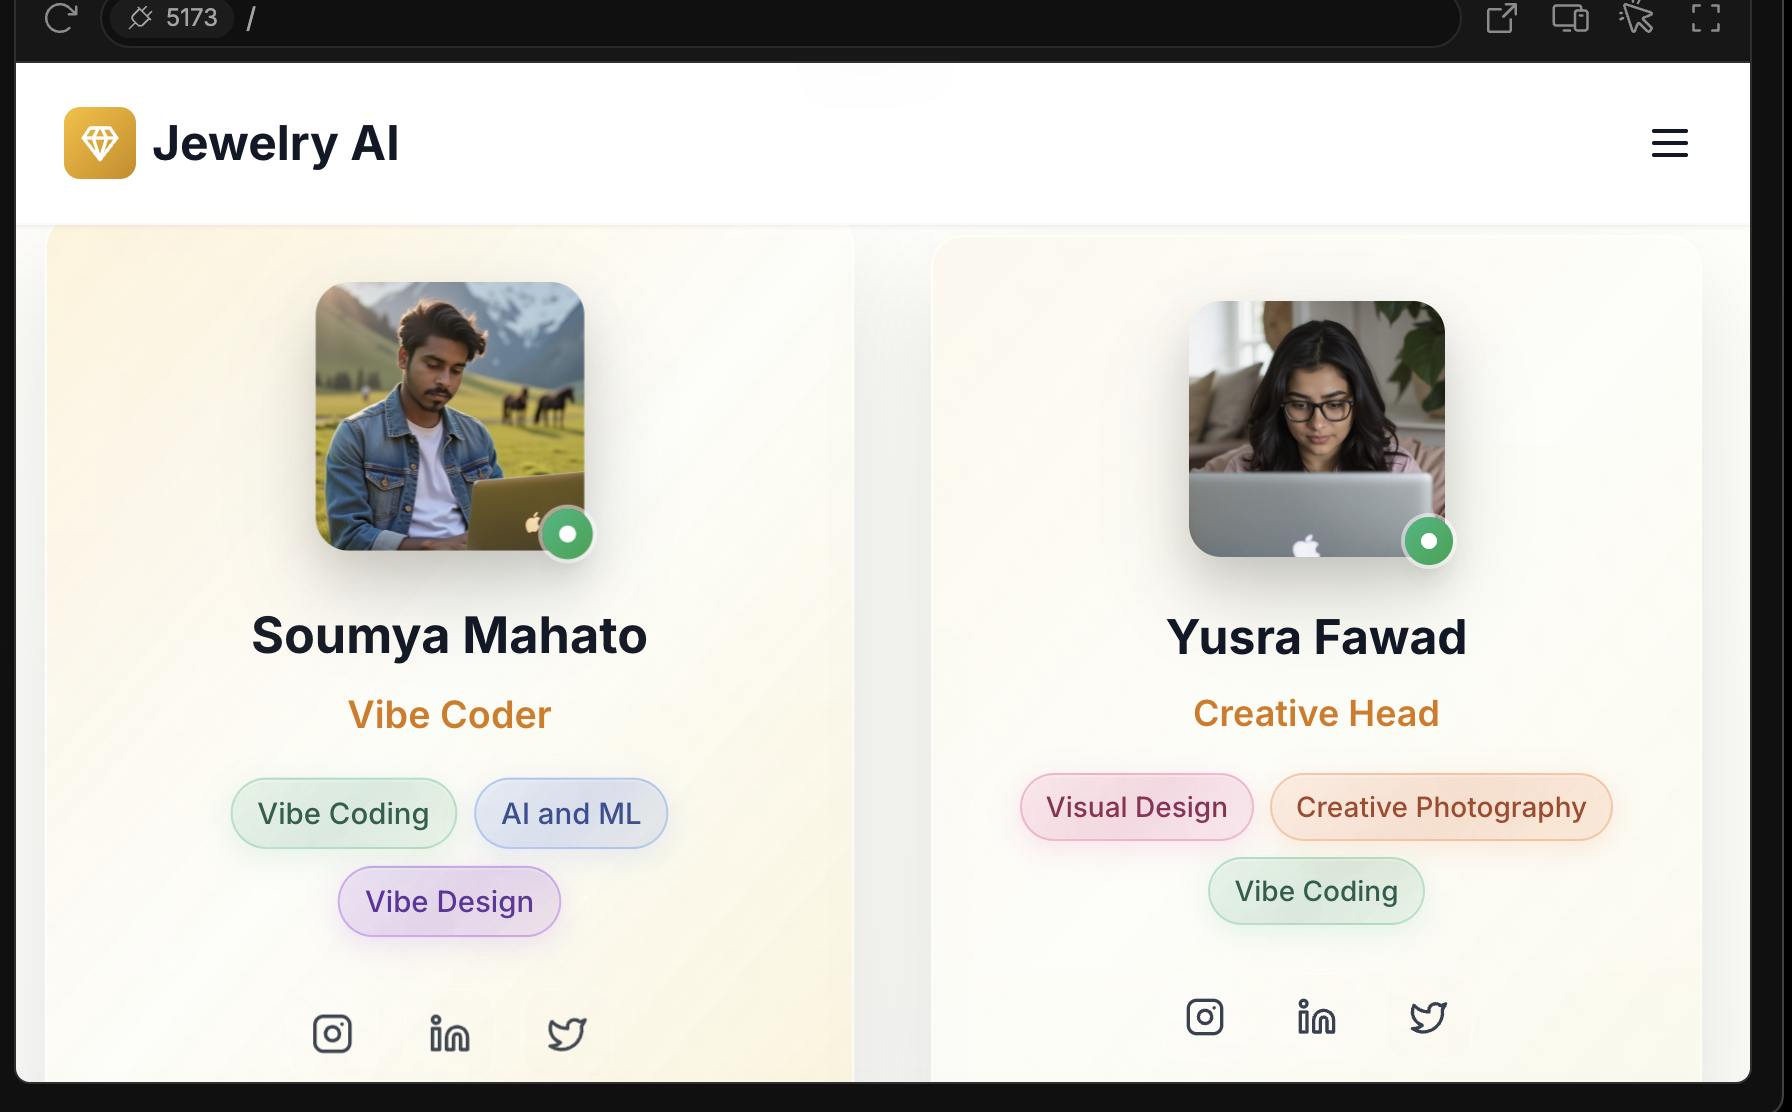 5173 /
Jewelry AI
Soumya Mahato
Vibe Coder
Vibe Coding
AI and ML
Vibe Design
Yusra Fawad
Creative Head
Visual Design
Creative Photography
Vibe Coding